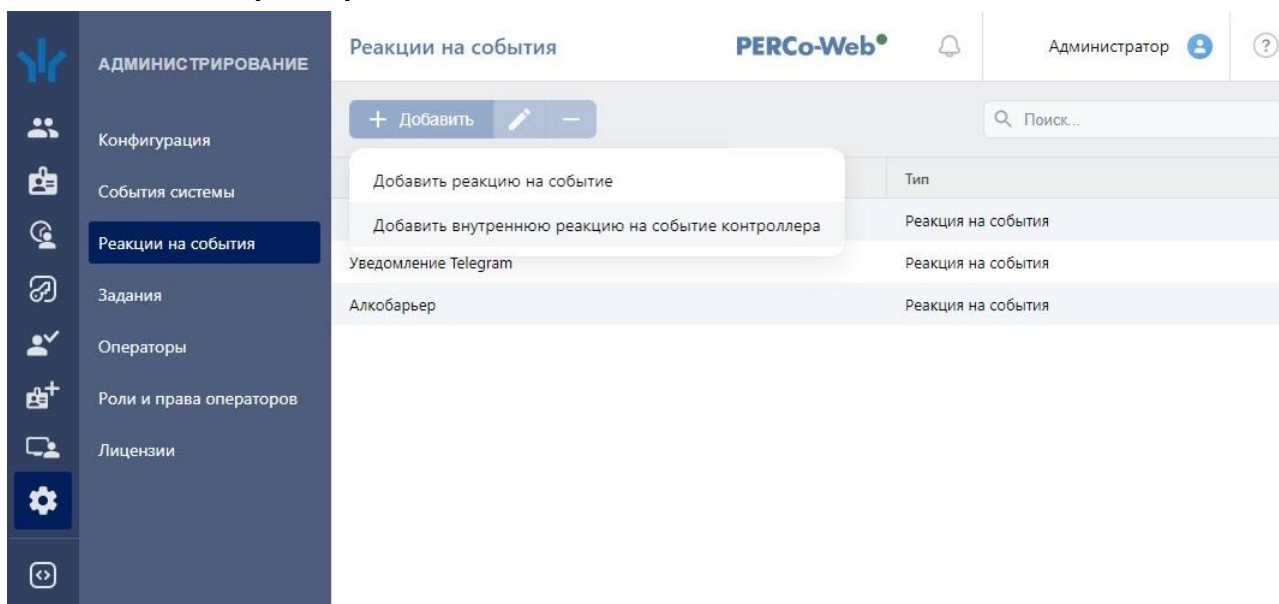 АДМИНИСТРИРОВАНИЕ
Конфигурация
События системы
Реакции на события
Задания
Операторы
Роли и права операторов
Лицензии
Реакции на события PERCo-Web Администратор ?
+ Добавить Поиск...
Добавить реакцию на событие
Добавить внутреннюю реакцию на событие контроллера
Тип
Реакция на события
Уведомление Telegram Реакция на события
Алкобарьер Реакция на события